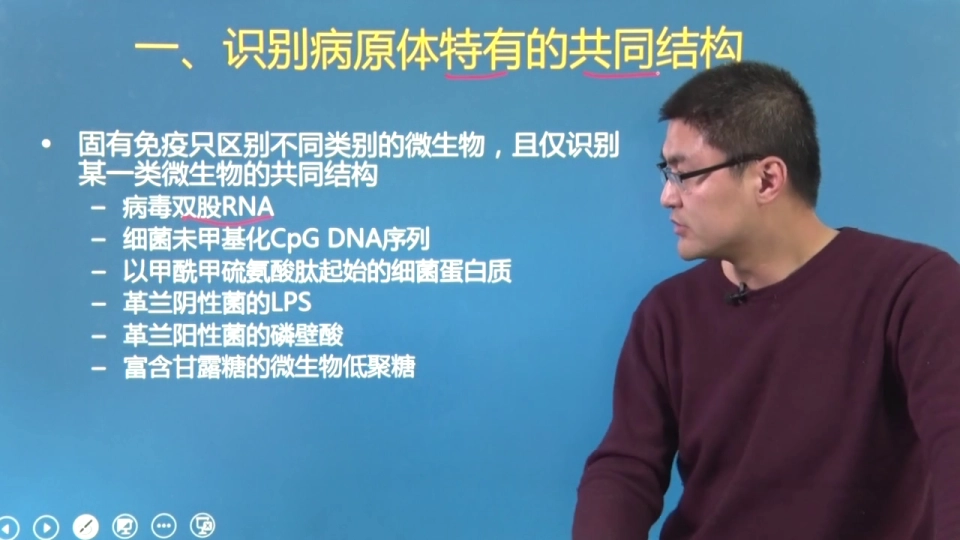 一、识别病原体特有的共同结构
• 固有免疫只区别不同类别的微生物，且仅识别
某一类微生物的共同结构
– 病毒双股RNA
– 细菌未甲基化CpG DNA序列
– 以甲酰甲硫氨酸肽起始的细菌蛋白质
– 革兰阴性菌的LPS
– 革兰阳性菌的磷壁酸
– 富含甘露糖的微生物低聚糖